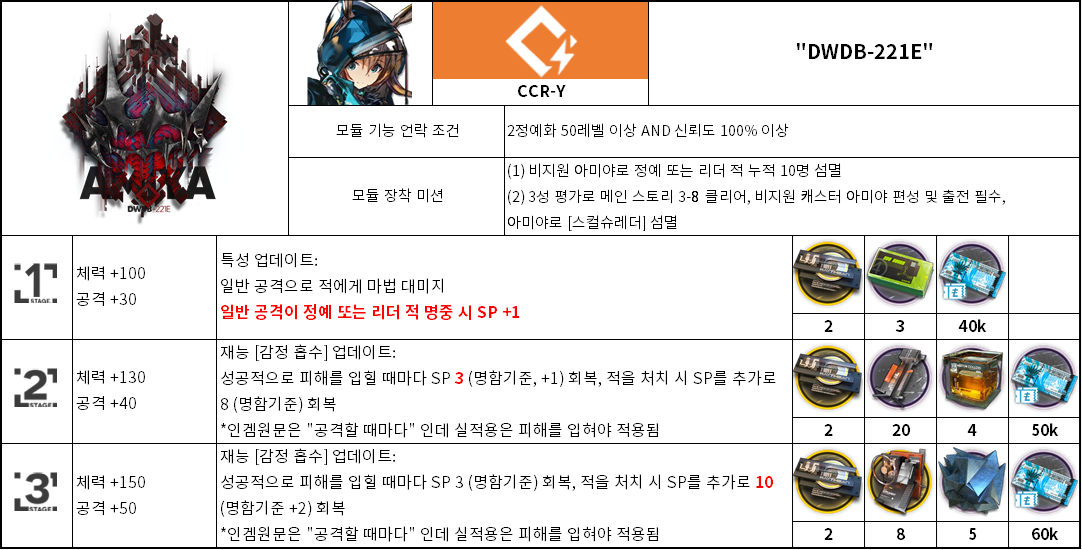 AMIYA
DWDB-221E
CCR-Y
"DWDB-221E"
모듈 기능 언락 조건
2정예화 50레벨 이상 AND 신뢰도 100% 이상
모듈 장착 미션
(1) 비지원 아미야로 정예 또는 리더 적 누적 10명 섬멸
(2) 3성 평가로 메인 스토리 3-8 클리어, 비지원 캐스터 아미야 편성 및 출전 필수,
아미야로 [스컬슈레더] 섬멸
1
STAGE
체력 +100
공격 +30
특성 업데이트:
일반 공격으로 적에게 마법 대미지
일반 공격이 정예 또는 리더 적 명중 시 SP +1
2
3
40k
2
STAGE
체력 +130
공격 +40
재능 [감정 흡수] 업데이트:
성공적으로 피해를 입힐 때마다 SP 3 (명함기준, +1) 회복, 적을 처치 시 SP를 추가로
8 (명함기준) 회복
*인겜원문은 "공격할 때마다" 인데 실적용은 피해를 입혀야 적용됨
2
20
4
50k
3
STAGE
체력 +150
공격 +50
재능 [감정 흡수] 업데이트:
성공적으로 피해를 입힐 때마다 SP 3 (명함기준) 회복, 적을 처치 시 SP를 추가로 10
(명함기준 +2) 회복
*인겜원문은 "공격할 때마다" 인데 실적용은 피해를 입혀야 적용됨
2
8
5
60k